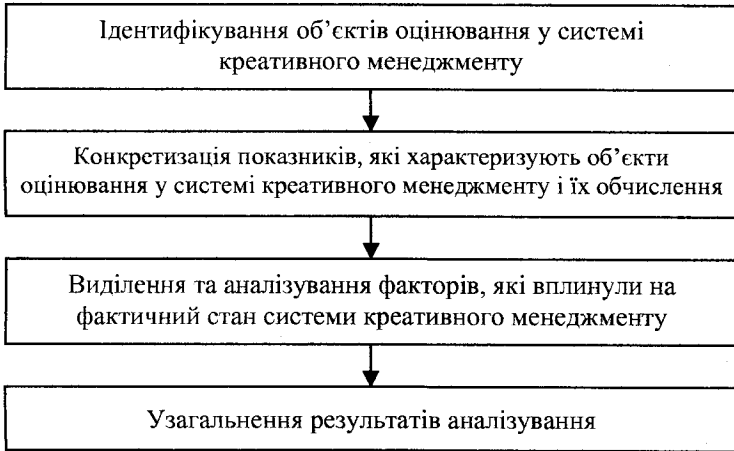 Ідентифікування об’єктів оцінювання у системі
креативного менеджменту
Конкретизація показників, які характеризують об’єкти
оцінювання у системі креативного менеджменту і їх обчислення
Виділення та аналізування факторів, які вплинули на
фактичний стан системи креативного менеджменту
Узагальнення результатів аналізування